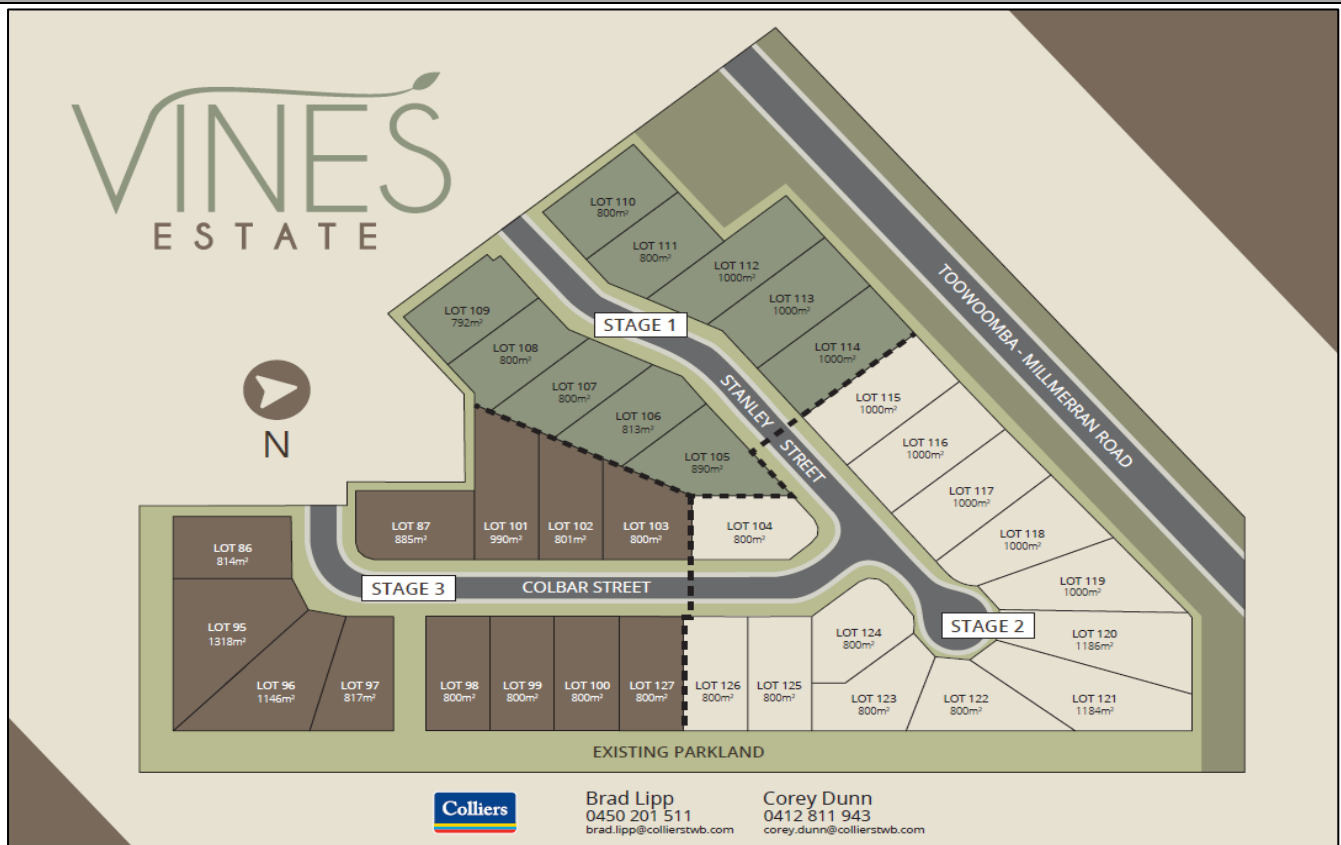 VINES
ESTATE
N
TOOWOOMBA - MILLMERRAN ROAD
STAGE 1
STANLEY STREET
LOT 110
800m²
LOT 111
800m²
LOT 112
1000m²
LOT 113
1000m²
LOT 114
1000m²
LOT 109
792m²
LOT 108
800m²
LOT 107
800m²
LOT 106
813m²
LOT 105
890m²
LOT 115
1000m²
LOT 116
1000m²
LOT 117
1000m²
LOT 118
1000m²
LOT 119
1000m²
LOT 120
1186m²
LOT 121
1184m²
STAGE 2
LOT 104
800m²
LOT 124
800m²
LOT 123
800m²
LOT 122
800m²
LOT 126
800m²
LOT 125
800m²
LOT 87
885m²
LOT 101
990m²
LOT 102
801m²
LOT 103
800m²
LOT 86
814m²
STAGE 3
COLBAR STREET
LOT 95
1318m²
LOT 96
1146m²
LOT 97
817m²
LOT 98
800m²
LOT 99
800m²
LOT 100
800m²
LOT 127
800m²
EXISTING PARKLAND
Colliers
Brad Lipp
0450 201 511
brad.lipp@collierstwb.com
Corey Dunn
0412 811 943
corey.dunn@collierstwb.com